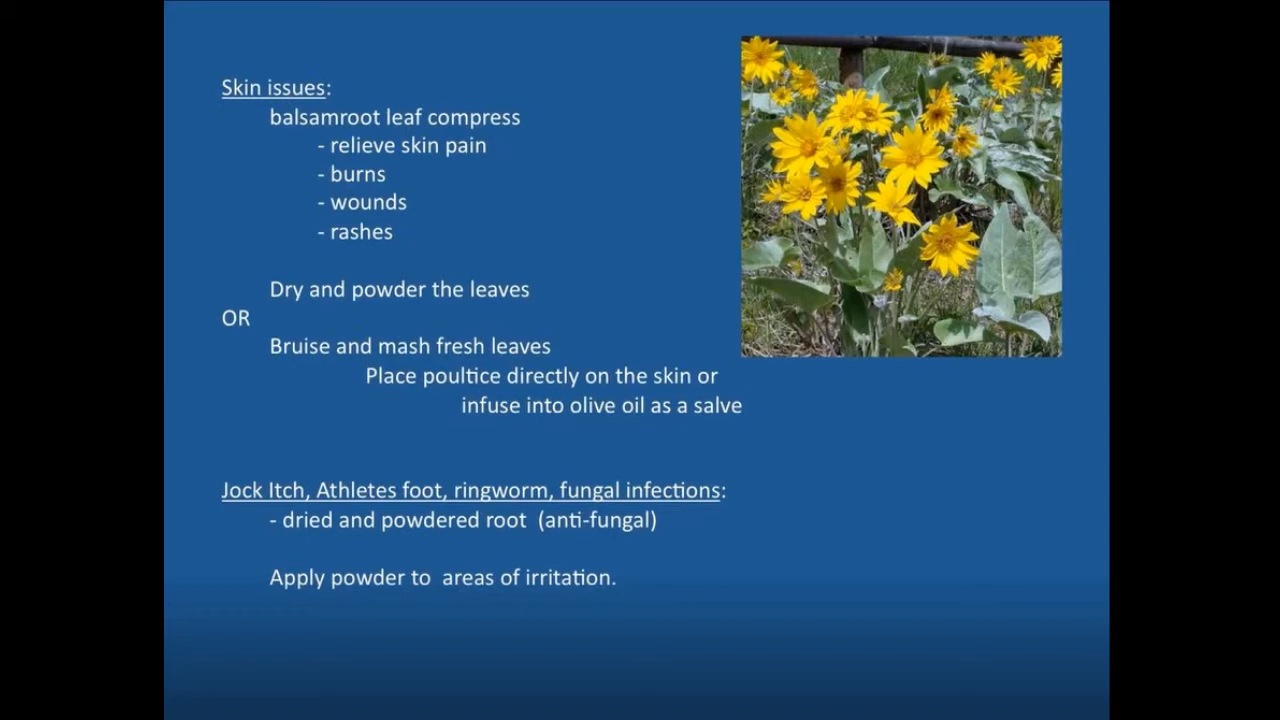 Skin issues:
balsamroot leaf compress
- relieve skin pain
- burns
- wounds
- rashes
Dry and powder the leaves
OR
Bruise and mash fresh leaves
Place poultice directly on the skin or
infuse into olive oil as a salve
Jock Itch, Athletes foot, ringworm, fungal infections:
- dried and powdered root  (anti-fungal)
Apply powder to  areas of irritation.